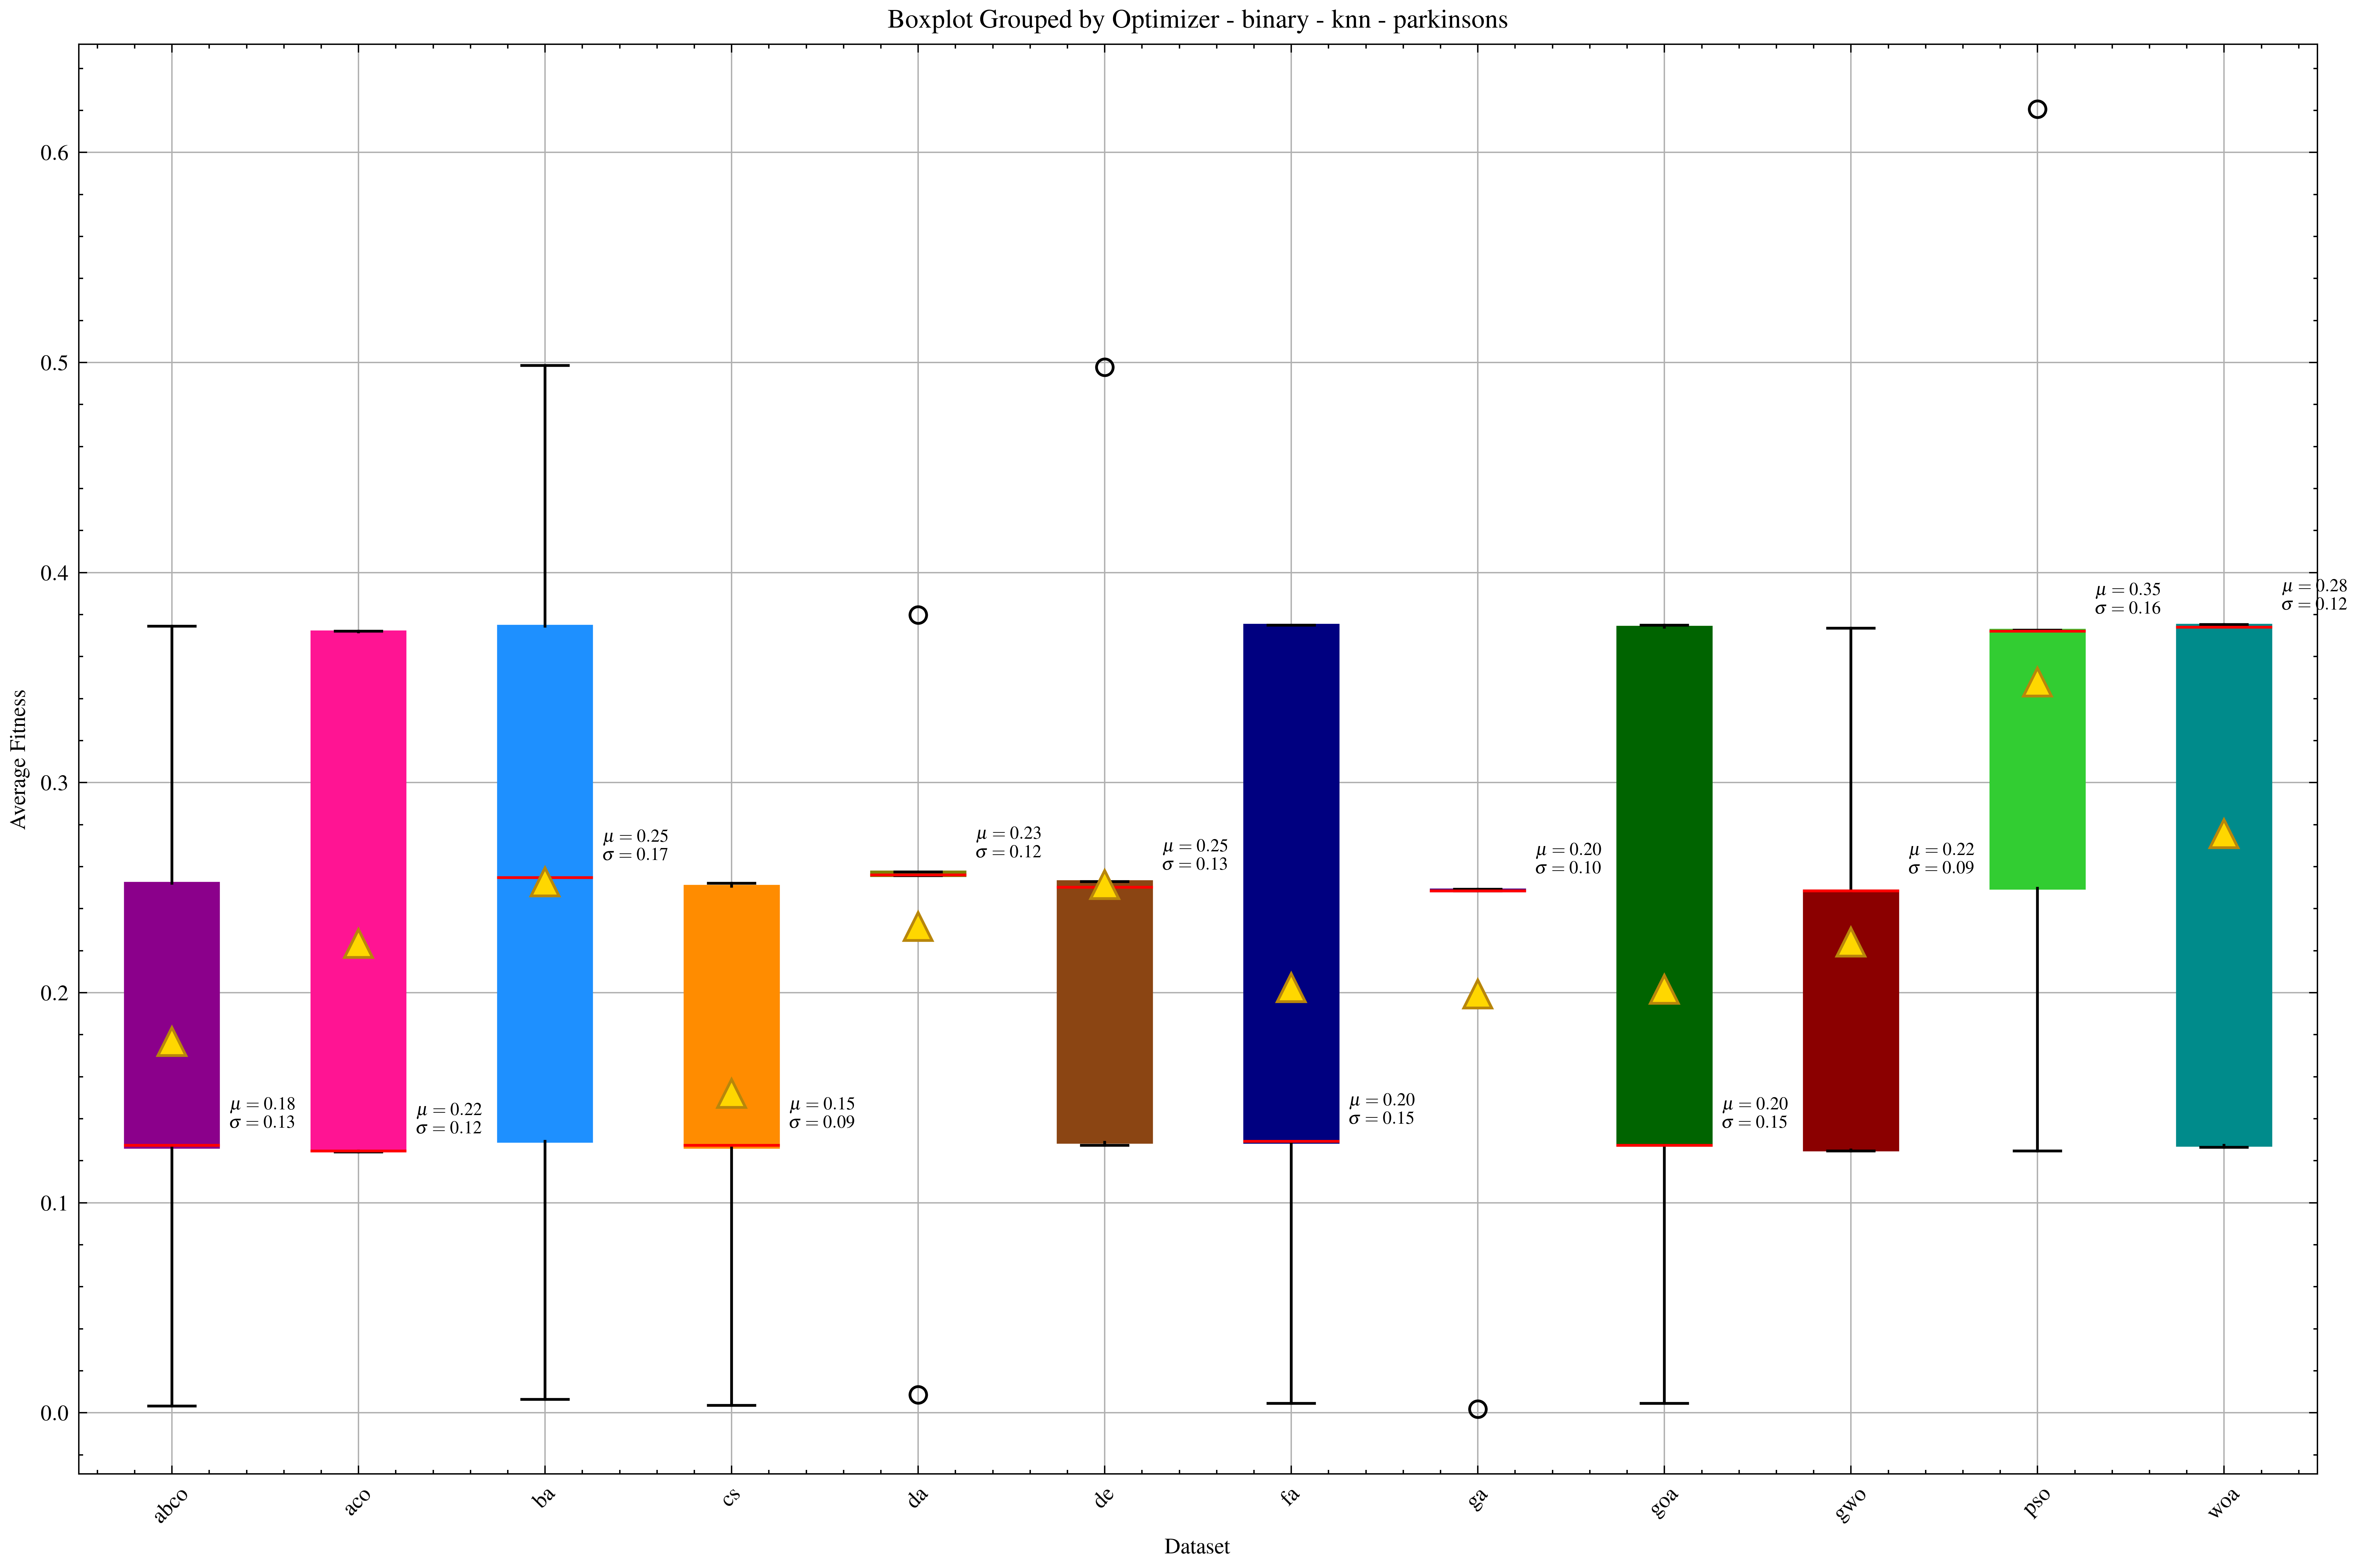 Boxplot Grouped by Optimizer - binary - knn - parkinsons
Average Fitness
0.6
0.5
0.4
0.3
0.2
0.1
0.0
μ = 0.18
σ = 0.13
μ = 0.22
σ = 0.12
μ = 0.25
σ = 0.17
μ = 0.15
σ = 0.09
μ = 0.23
σ = 0.12
μ = 0.25
σ = 0.13
μ = 0.20
σ = 0.15
μ = 0.20
σ = 0.10
μ = 0.20
σ = 0.15
μ = 0.22
σ = 0.09
μ = 0.35
σ = 0.16
μ = 0.28
σ = 0.12
abco
aco
ba
cs
da
de
fa
ga
goa
gwo
pso
woa
Dataset